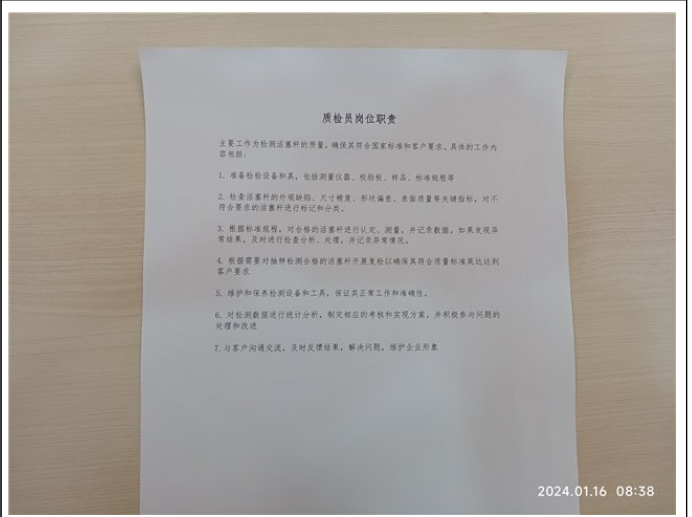 质检员岗位职责
主要工作为检测活塞杆的质量，确保其符合国家标准和客户要求。具体的工作内
容包括：
1. 准备检验设备和具，包括测量仪器、校验板、样品、标准规程等
2. 检查活塞杆的外观缺陷、尺寸精度、形状偏差、表面质量等关键指标，对不
符合要求的活塞杆进行标记和分类。
3. 根据标准规程，对合格的活塞杆进行认定、测量，并记录数据。如果发现异
常结果，及时进行检查分析、处理，并记录异常情况。
4. 根据需要对抽样检测合格的活塞杆开展复检以确保其符合质量标准果达达到
客户要求
5. 维护和保养检测设备和工具，保证其正常工作和准确性。
6. 对检测数据进行统计分析，制定相应的考核和实现方案，并积极参与问题的
处理和改进
7. 与客户沟通交流，及时反馈结果，解决问题，维护企业形象
2024.01.16 08:38